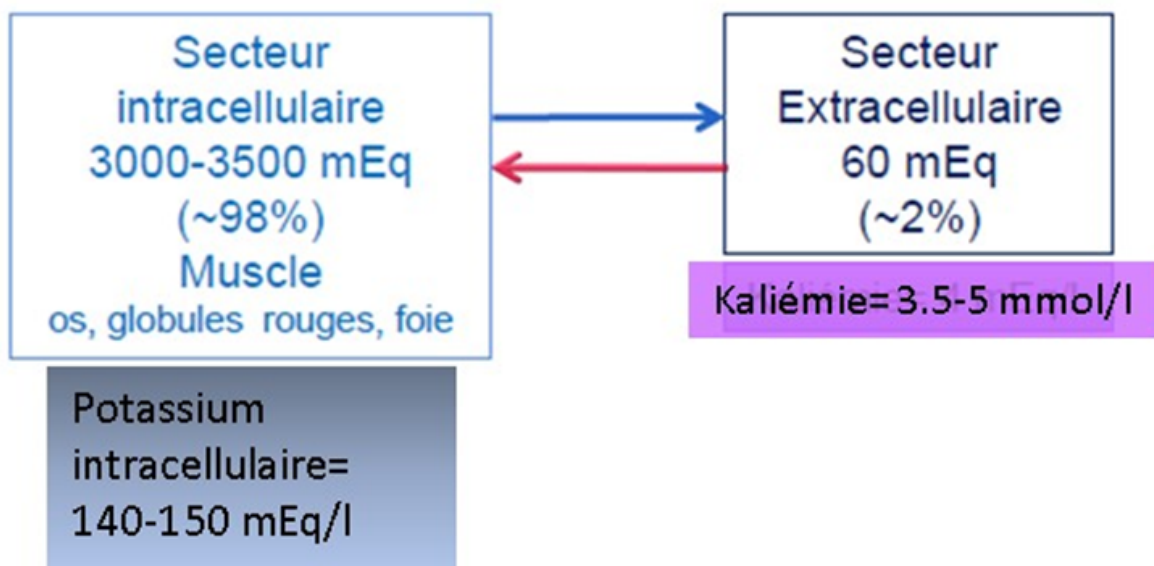 Secteur
intracellulaire
3000-3500 mEq
(~98%)
Muscle
os, globules rouges, foie
Secteur
Extracellulaire
60 mEq
(~2%)
Kaliémie= 3.5-5 mmol/l
Potassium
intracellulaire=
140-150 mEq/l